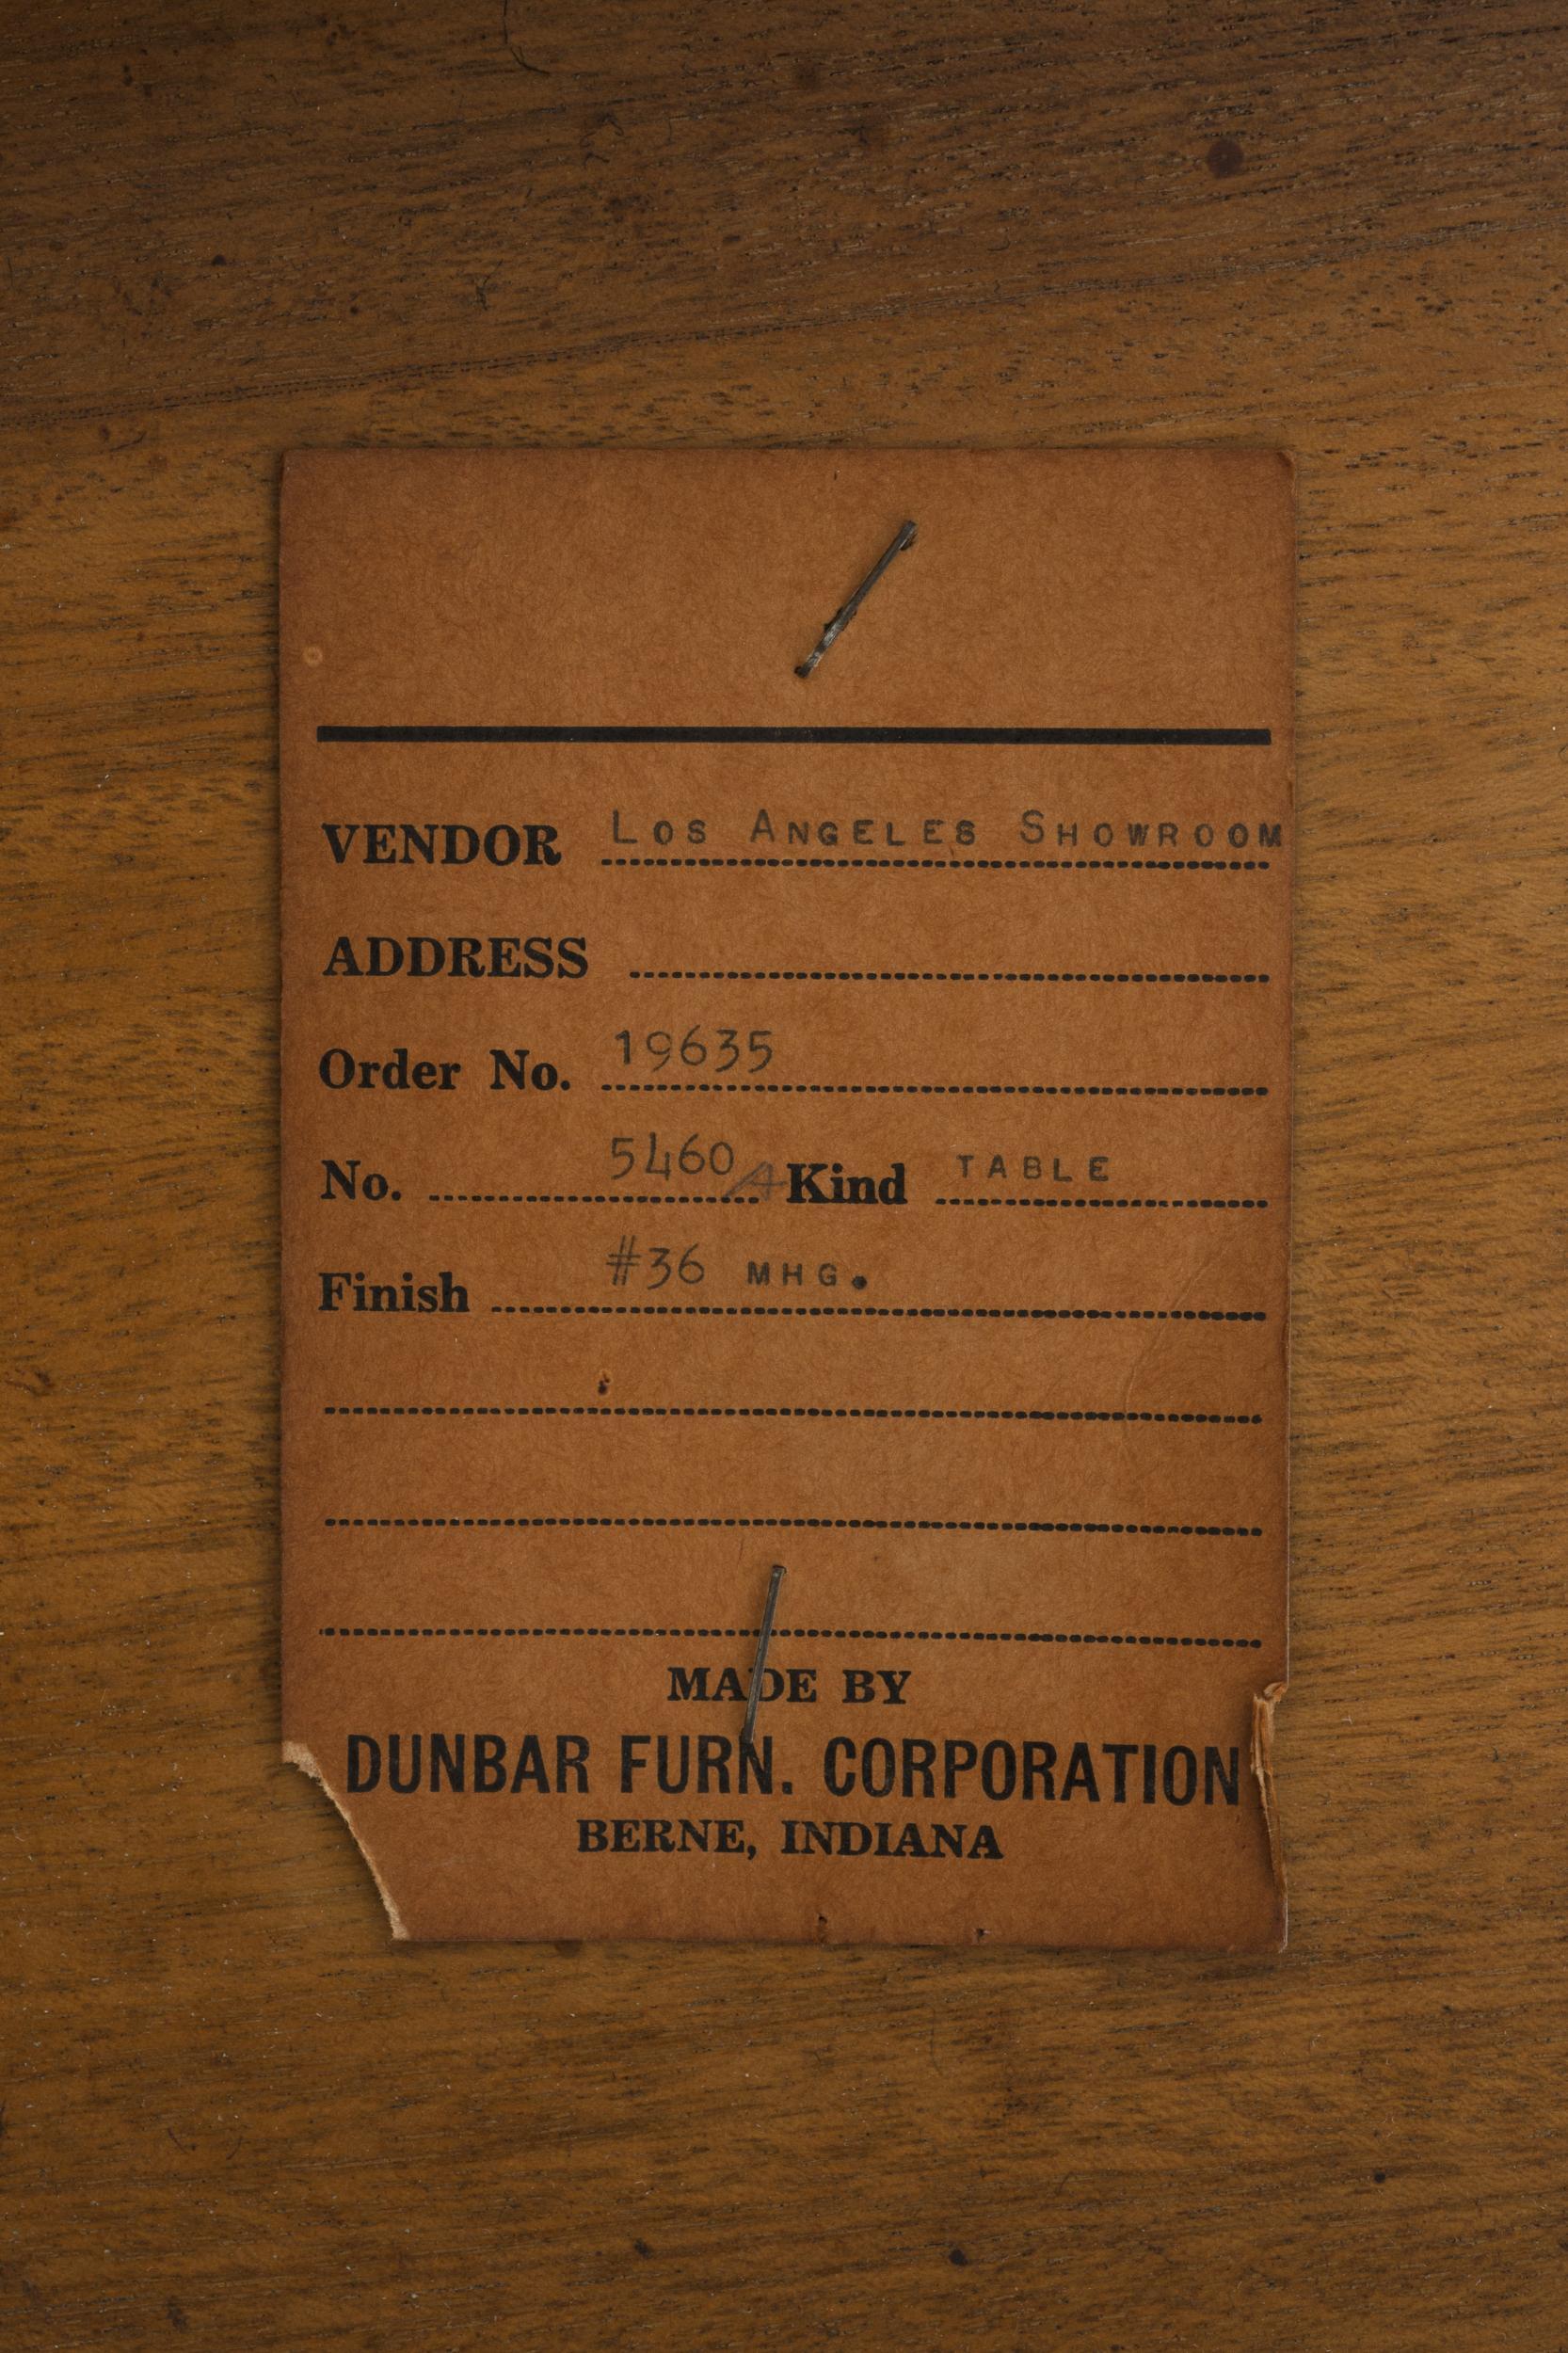 VENDOR Los Angeles Showroom
ADDRESS
Order No. 19635
No. 5460A Kind TABLE
Finish #36 MHG.
MADE BY
DUNBAR FURN. CORPORATION
BERNE, INDIANA